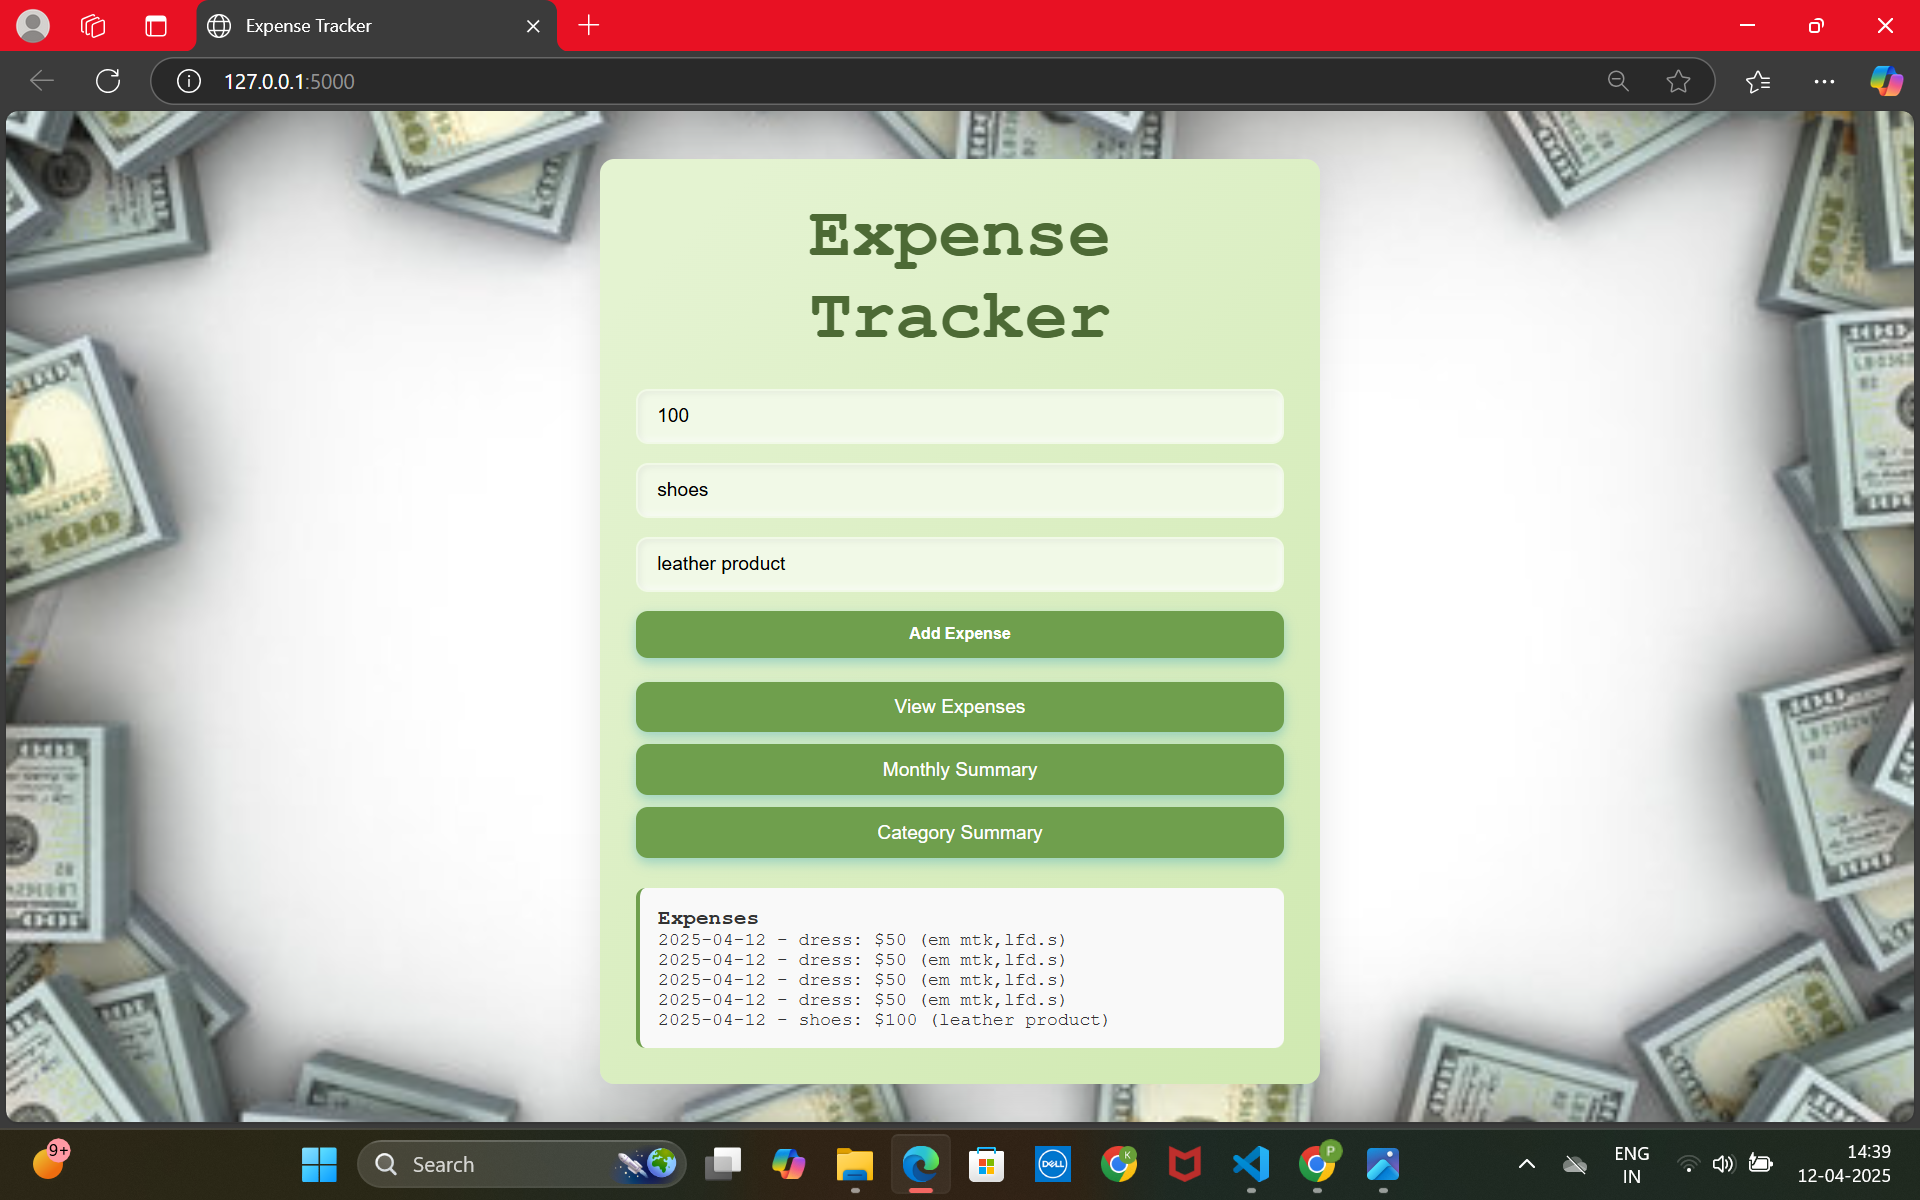 Expense Tracker
127.0.0.1:5000
Expense
Tracker
100
shoes
leather product
Add Expense
View Expenses
Monthly Summary
Category Summary
Expenses
2025-04-12 - dress: $50 (em mtk,lfd.s)
2025-04-12 - dress: $50 (em mtk,lfd.s)
2025-04-12 - dress: $50 (em mtk,lfd.s)
2025-04-12 - dress: $50 (em mtk,lfd.s)
2025-04-12 - shoes: $100 (leather product)
100
100
9+
Search
DELL
K
P
ENG
IN
14:39
12-04-2025